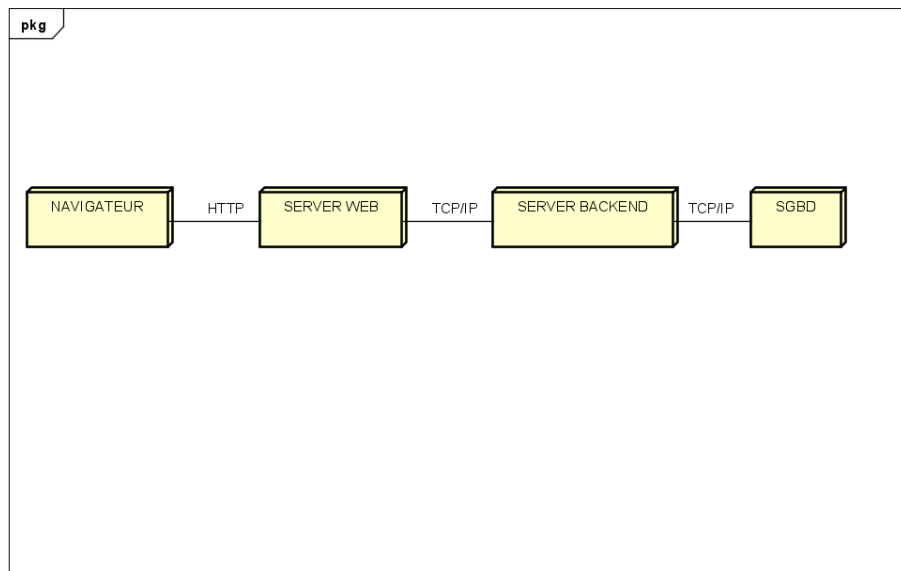 pkg
NAVIGATEUR
HTTP
SERVER WEB
TCP/IP
SERVER BACKEND
TCP/IP
SGBD